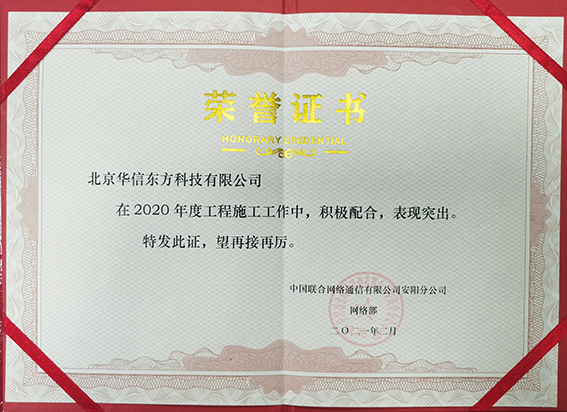 荣誉证书
HONORARY CREDENTIAL
北京华信东方科技有限公司
在2020年度工程施工工作中，积极配合，表现突出。
特发此证，望再接再厉。
中国联合网络通信有限公司安阳分公司
网络部
二〇二一年二月